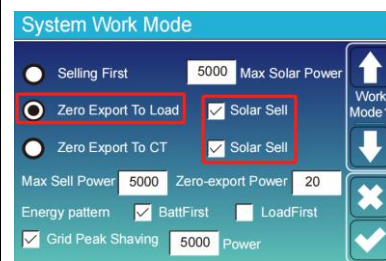 System Work Mode
Selling First 5000 Max Solar Power
Work
Zero Export To Load Solar Sell
Mode1
Zero Export To CT Solar Sell
Max Sell Power 5000 Zero-export Power 20
Energy pattern BattFirst LoadFirst
Grid Peak Shaving 5000 Power